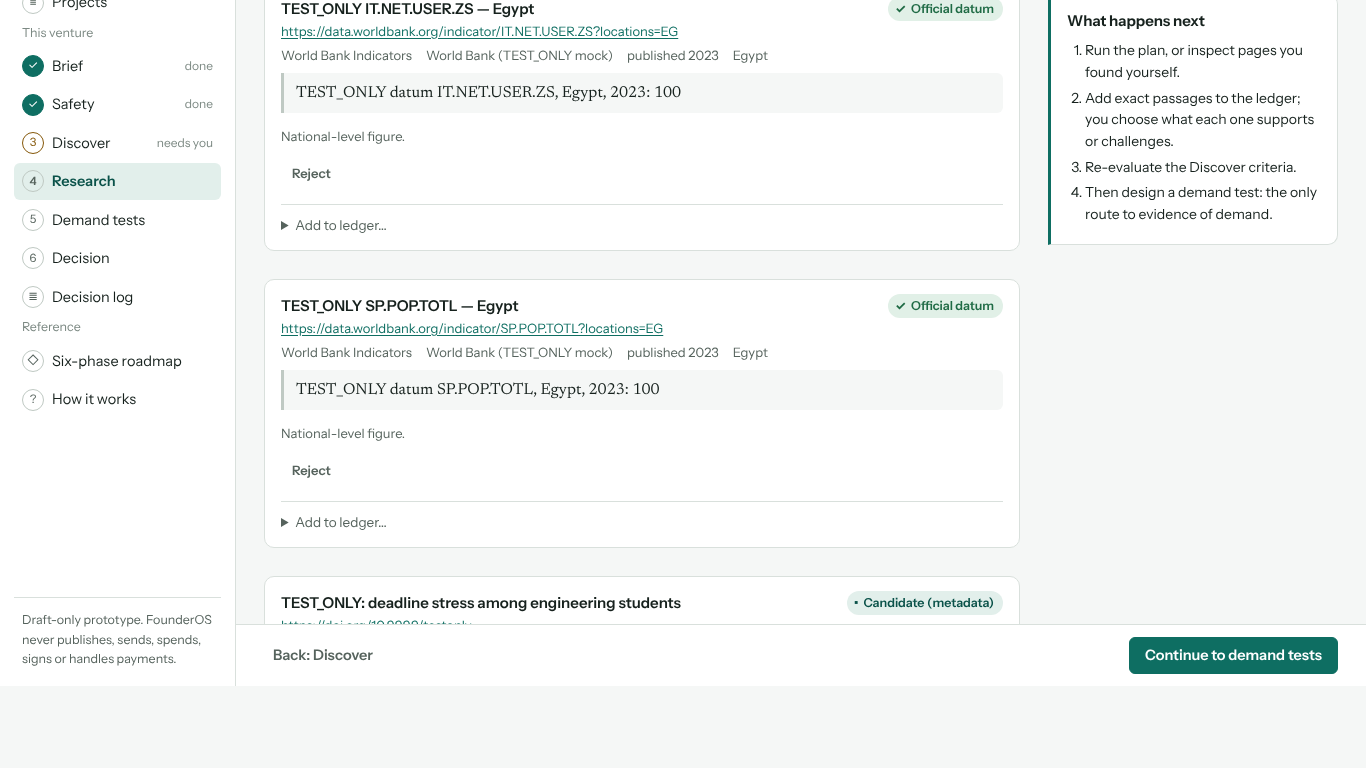 Projects
This venture
Brief done
Safety done
3 Discover needs you
4 Research
5 Demand tests
6 Decision
Decision log
Reference
Six-phase roadmap
? How it works
Draft-only prototype. FounderOS
never publishes, sends, spends,
signs or handles payments.
TEST_ONLY IT.NET.USER.ZS — Egypt
✓ Official datum
https://data.worldbank.org/indicator/IT.NET.USER.ZS?locations=EG
World Bank Indicators World Bank (TEST_ONLY mock) published 2023 Egypt
TEST_ONLY datum IT.NET.USER.ZS, Egypt, 2023: 100
National-level figure.
Reject
▶ Add to ledger...
TEST_ONLY SP.POP.TOTL — Egypt
✓ Official datum
https://data.worldbank.org/indicator/SP.POP.TOTL?locations=EG
World Bank Indicators World Bank (TEST_ONLY mock) published 2023 Egypt
TEST_ONLY datum SP.POP.TOTL, Egypt, 2023: 100
National-level figure.
Reject
▶ Add to ledger...
TEST_ONLY: deadline stress among engineering students
• Candidate (metadata)
What happens next
1. Run the plan, or inspect pages you
found yourself.
2. Add exact passages to the ledger;
you choose what each one supports
or challenges.
3. Re-evaluate the Discover criteria.
4. Then design a demand test: the only
route to evidence of demand.
Back: Discover
Continue to demand tests